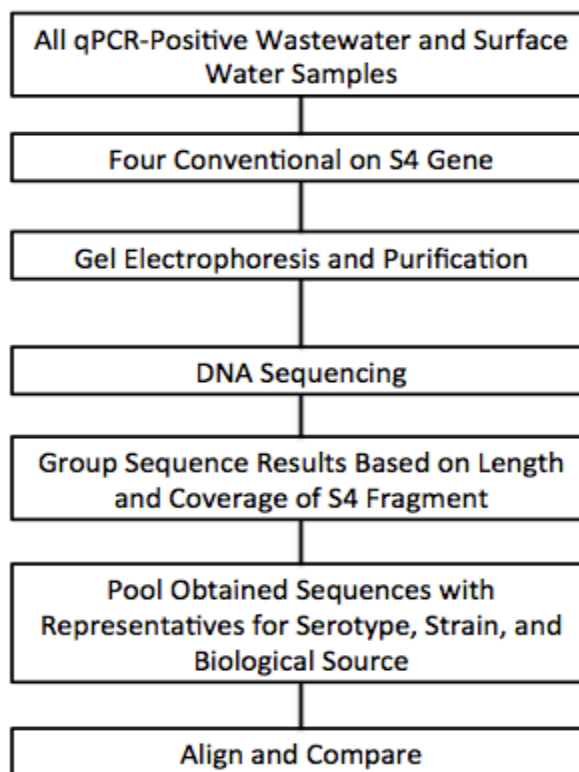 All qPCR-Positive Wastewater and Surface
Water Samples
Four Conventional on S4 Gene
Gel Electrophoresis and Purification
DNA Sequencing
Group Sequence Results Based on Length
and Coverage of S4 Fragment
Pool Obtained Sequences with
Representatives for Serotype, Strain, and
Biological Source
Align and Compare